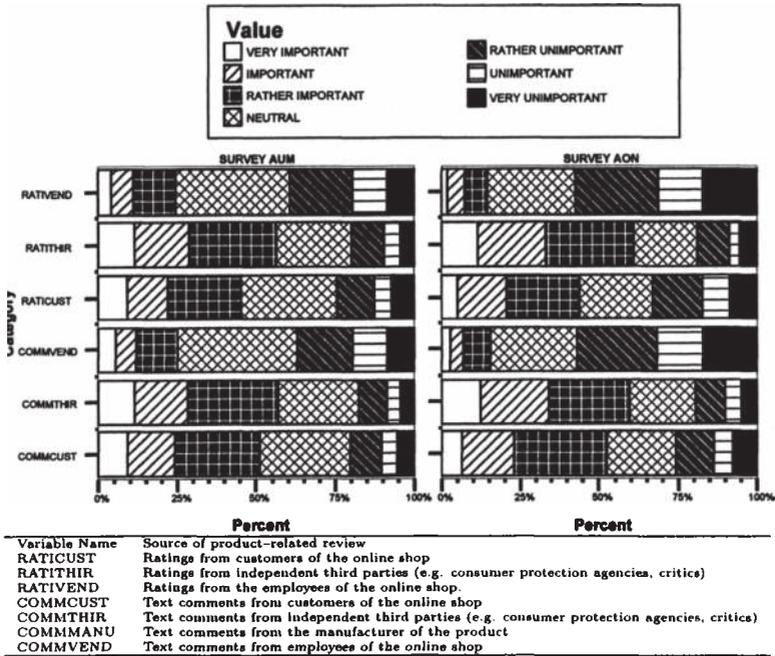 Value
VERY IMPORTANT
IMPORTANT
RATHER IMPORTANT
NEUTRAL
RATHER UNIMPORTANT
UNIMPORTANT
VERY UNIMPORTANT
SURVEY AUM
SURVEY AON
Category
RATIVEND
RATITHIR
RATICUST
COMMVEND
COMMTHIR
COMMCUST
0% 25% 50% 75% 100%
0% 25% 50% 75% 100%
Percent
Percent
Variable Name Source of product-related review
RATICUST Ratings from customers of the online shop
RATITHIR Ratings from independent third parties (e.g. consumer protection agencies, critics)
RATIVEND Ratings from the employees of the online shop.
COMMCUST Text comments from customers of the online shop
COMMTHIR Text comments from independent third parties (e.g. consumer protection agencies, critics)
COMMMANU Text comments from the manufacturer of the product
COMMVEND Text comments from employees of the online shop